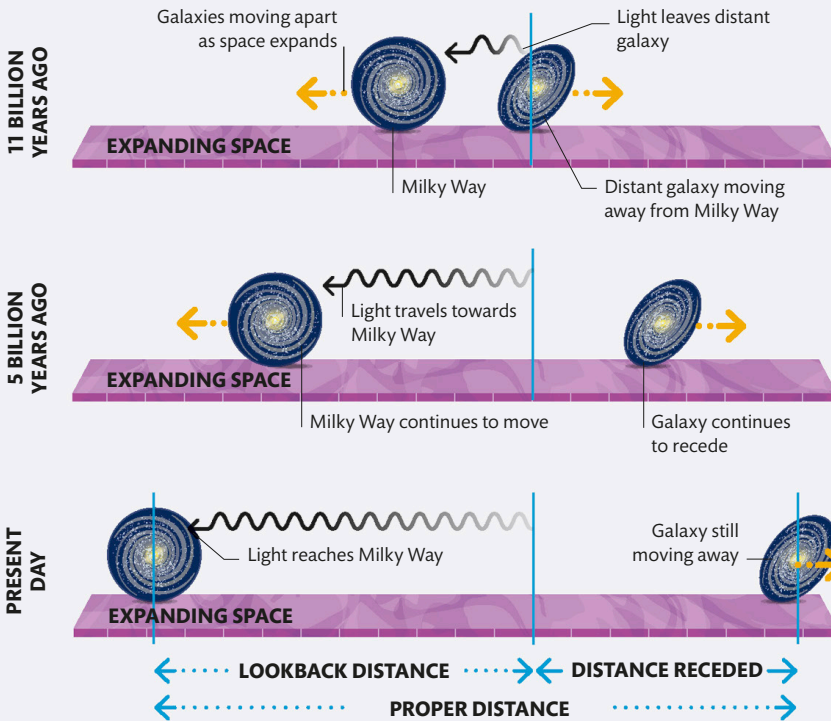 Galaxies moving apart
as space expands
Light leaves distant
galaxy
11 BILLION
YEARS AGO
EXPANDING SPACE
Milky Way
Distant galaxy moving
away from Milky Way
5 BILLION
YEARS AGO
Light travels towards
Milky Way
EXPANDING SPACE
Milky Way continues to move
Galaxy continues
to recede
PRESENT
DAY
Light reaches Milky Way
Galaxy still
moving away
EXPANDING SPACE
LOOKBACK DISTANCE
DISTANCE RECEDED
PROPER DISTANCE